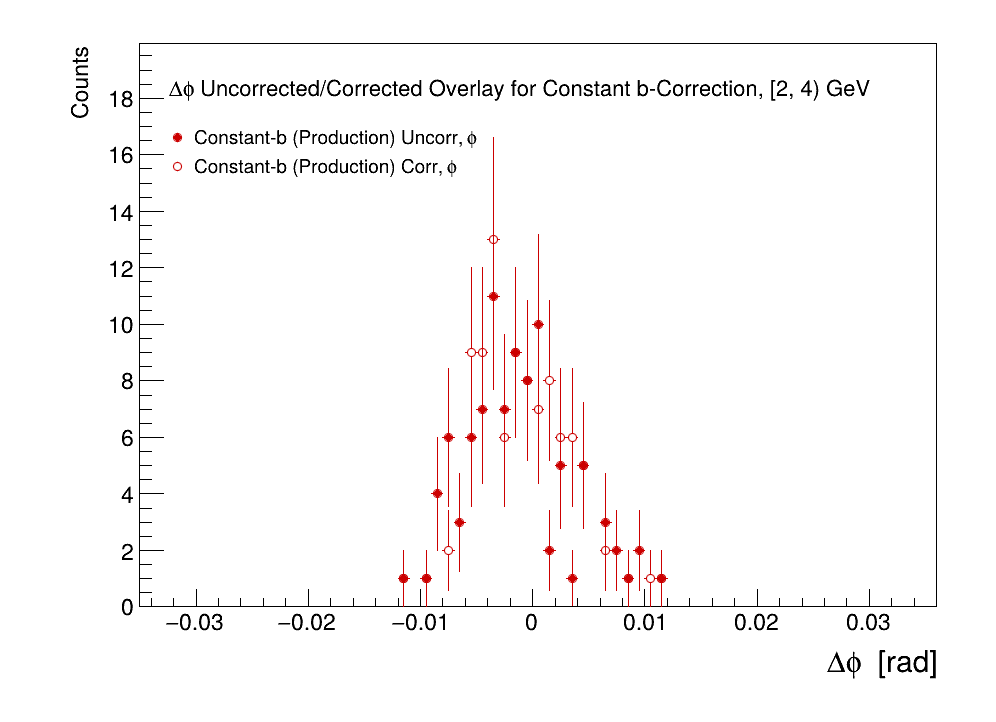 Counts
Δϕ Uncorrected/Corrected Overlay for Constant b-Correction, [2, 4) GeV
Constant-b (Production) Uncorr, ϕ
Constant-b (Production) Corr, ϕ
18
16
14
12
10
8
6
4
2
0
−0.03 −0.02 −0.01 0 0.01 0.02 0.03
Δϕ [rad]